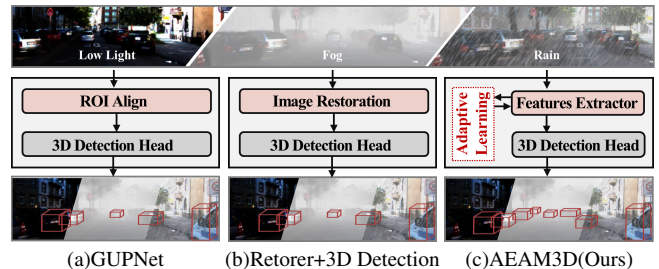 Low Light
Fog
Rain
ROI Align
3D Detection Head
Image Restoration
3D Detection Head
Adaptive
Learning
Features Extractor
3D Detection Head
(a)GUPNet
(b)Retorer+3D Detection
(c)AEAM3D(Ours)